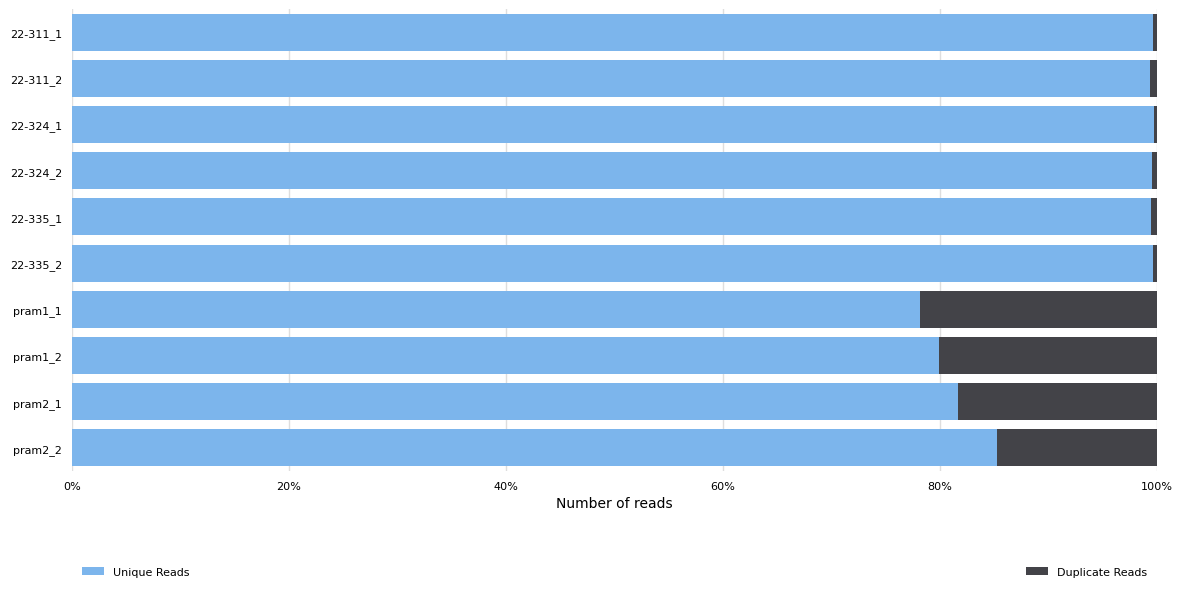 22-311_1
22-311_2
22-324_1
22-324_2
22-335_1
22-335_2
pram1_1
pram1_2
pram2_1
pram2_2
0% 20% 40% 60% 80% 100%
Number of reads
Unique Reads Duplicate Reads